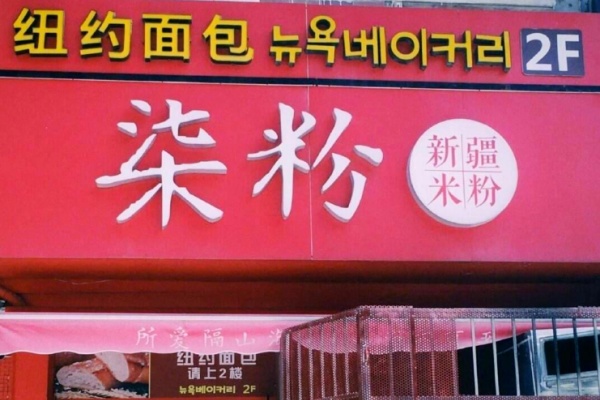 纽约面包 뉴욕베이커리 2F
柒粉
新疆
米粉
所爱隔山海
纽约面包
请上2楼
뉴욕베이커리 2F